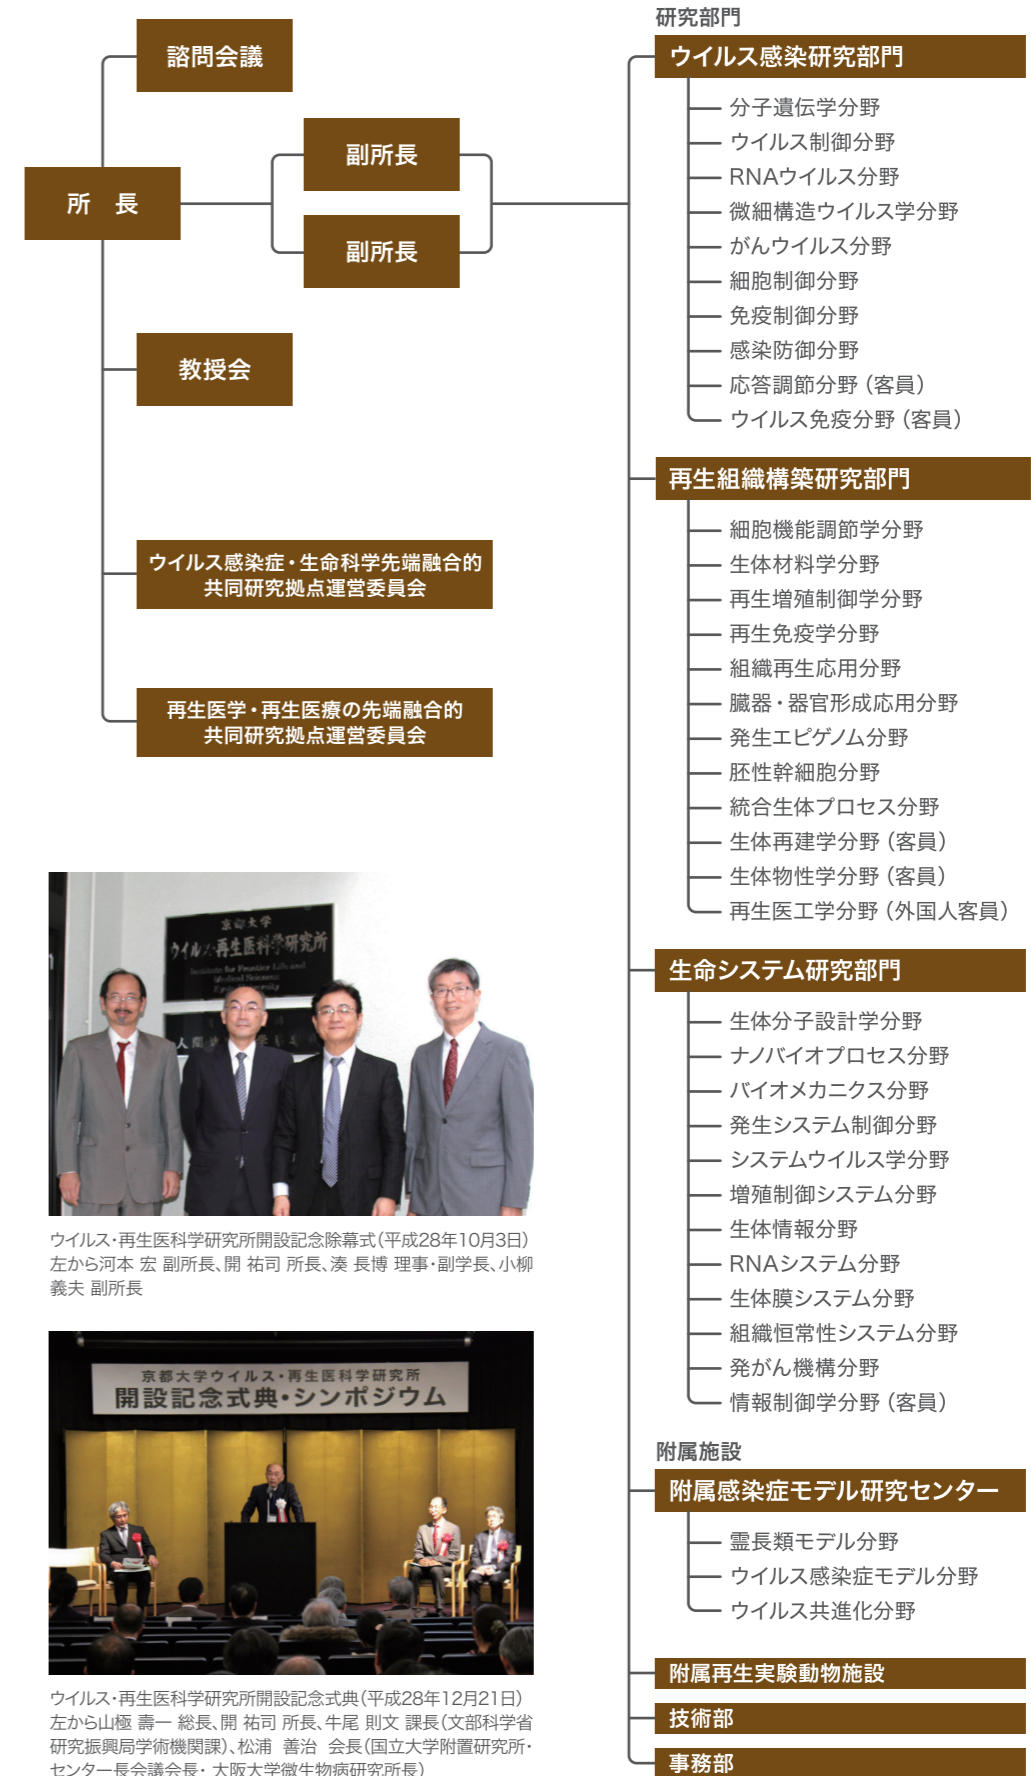 諮問会議
所 長
副所長
副所長
教授会
ウイルス感染症・生命科学先端融合的
共同研究拠点運営委員会
再生医学・再生医療の先端融合的
共同研究拠点運営委員会
京都大学
ウイルス・再生医科学研究所
Institute for Frontier Life and
Medical Sciences
Kyoto University
ウイルス・再生医科学研究所開設記念除幕式(平成28年10月3日)
左から河本 宏 副所長、開 祐司 所長、湊 長博 理事・副学長、小柳
義夫 副所長
京都大学ウイルス・再生医科学研究所
開設記念式典・シンポジウム
ウイルス・再生医科学研究所開設記念式典(平成28年12月21日)
左から山極 壽一 総長、開 祐司 所長、牛尾 則文 課長(文部科学省
研究振興局学術機関課)、松浦 善治 会長(国立大学附置研究所・
センター長会議会長・ 大阪大学微生物病研究所長)
研究部門
ウイルス感染研究部門
分子遺伝学分野
ウイルス制御分野
RNAウイルス分野
微細構造ウイルス学分野
がんウイルス分野
細胞制御分野
免疫制御分野
感染防御分野
応答調節分野(客員)
ウイルス免疫分野(客員)
再生組織構築研究部門
細胞機能調節学分野
生体材料学分野
再生増殖制御学分野
再生免疫学分野
組織再生応用分野
臓器・器官形成応用分野
発生エピゲノム分野
胚性幹細胞分野
統合生体プロセス分野
生体再建学分野(客員)
生体物性学分野(客員)
再生医工学分野(外国人客員)
生命システム研究部門
生体分子設計学分野
ナノバイオプロセス分野
バイオメカニクス分野
発生システム制御分野
システムウイルス学分野
増殖制御システム分野
生体情報分野
RNAシステム分野
生体膜システム分野
組織恒常性システム分野
発がん機構分野
情報制御学分野(客員)
附属施設
附属感染症モデル研究センター
霊長類モデル分野
ウイルス感染症モデル分野
ウイルス共進化分野
附属再生実験動物施設
技術部
事務部